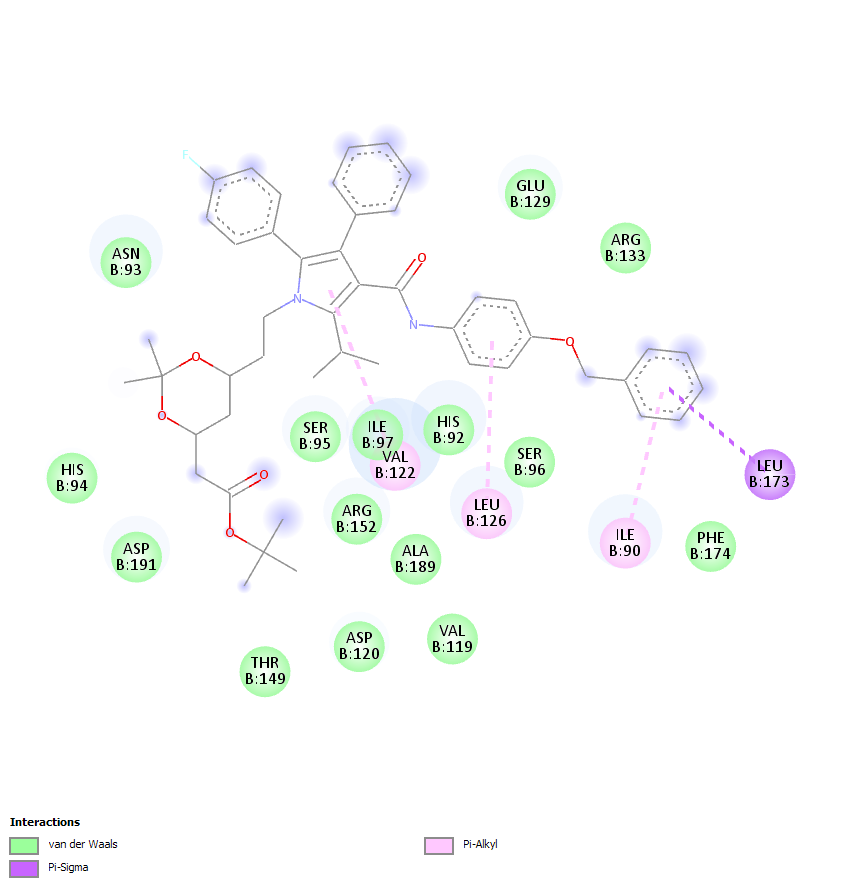 F
GLU
B:129
ARG
B:133
ASN
B:93
O
N
N
O
O
O
SER
B:95
ILE
B:97
HIS
B:92
VAL
B:122
SER
B:96
HIS
B:94
O
LEU
B:173
ARG
B:152
LEU
B:126
O
ASP
B:191
ALA
B:189
ILE
B:90
PHE
B:174
THR
B:149
ASP
B:120
VAL
B:119
Interactions
van der Waals
Pi-Sigma
Pi-Alkyl